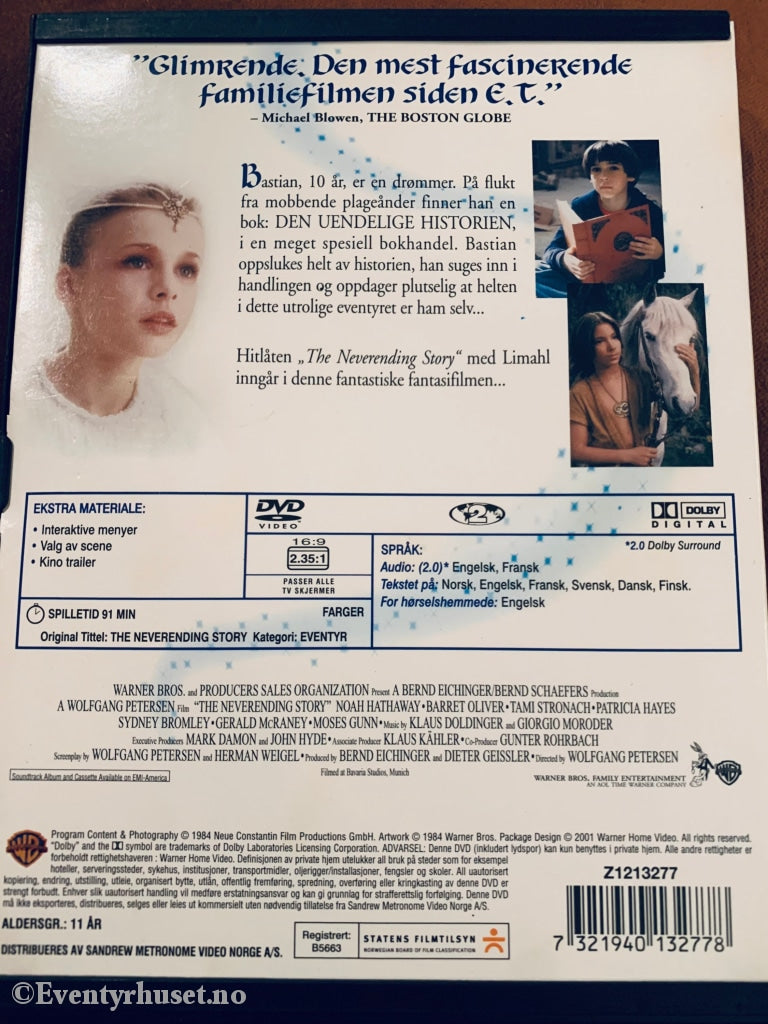 "Glimrende. Den mest fascinerende
familiefilmen siden E.T."
– Michael Blowen, THE BOSTON GLOBE
Bastian, 10 år, er en drømmer. På flukt
fra mobbende plageånder finner han en
bok: DEN UENDELIGE HISTORIEN,
i en meget spesiell bokhandel. Bastian
oppslukes helt av historien, han suges inn i
handlingen og oppdager plutselig at helten
i dette utrolige eventyret er ham selv...
Hitlåten „The Neverending Story" med Limahl
inngår i denne fantastiske fantasifilmen...
EKSTRA MATERIALE:
• Interaktive menyer
• Valg av scene
• Kino trailer
DVD
VIDEO
2
DOLBY
DIGITAL
16:9
2.35:1
PASSER ALLE
TV SKJERMER
SPRÅK:
*2.0 Dolby Surround
Audio: (2.0)* Engelsk, Fransk
Tekstet på: Norsk, Engelsk, Fransk, Svensk, Dansk, Finsk.
For hørselshemmede: Engelsk
SPILLETID 91 MIN
FARGER
Original Tittel: THE NEVERENDING STORY Kategori: EVENTYR
WARNER BROS. and PRODUCERS SALES ORGANIZATION Present A BERND EICHINGER/BERND SCHAEFERS Production
A WOLFGANG PETERSEN Film "THE NEVERENDING STORY" NOAH HATHAWAY•BARRET OLIVER•TAMI STRONACH•PATRICIA HAYES
SYDNEY BROMLEY•GERALD McRANEY•MOSES GUNN•Music by KLAUS DOLDINGER and GIORGIO MORODER
Executive Producers MARK DAMON and JOHN HYDE•Associate Producer KLAUS KÄHLER•Co-Producer GUNTER ROHRBACH
Screenplay by WOLFGANG PETERSEN and HERMAN WEIGEL•Produced by BERND EICHINGER and DIETER GEISSLER•Directed by WOLFGANG PETERSEN
Soundtrack Album and Cassette Available on EMI-America
Filmed at Bavaria Studios, Munich
WARNER BROS. FAMILY ENTERTAINMENT
AN AOL TIME WARNER COMPANY
Program Content & Photography © 1984 Neue Constantin Film Productions GmbH. Artwork © 1984 Warner Bros. Package Design © 2001 Warner Home Video. All rights reserved.
"Dolby" and the DD symbol are trademarks of Dolby Laboratories Licensing Corporation. ADVARSEL: Denne DVD (inkludert lydspor) kan kun benyttes i private hjem. Alle andre rettigheter er
forbeholdt rettighetshaveren : Warner Home Video. Definisjonen av private hjem utelukker all bruk på steder som for eksempel
hoteller, serveringssteder, sykehus, institusjoner, transportmidler, oljerigger/installasjoner, fengsler og skoler. All uautorisert
kopiering, endring, utstilling, utleie, organisert bytte, utlån, offentlig fremføring, spredning, overføring eller kringkasting av denne DVD er
strengt forbudt. Enhver slik uautorisert handling vil medføre erstatningsansvar og kan gi grunnlag for strafferettslig forfølging. Denne DVD
må ikke eksporteres, distribueres, selges eller leies ut kommersielt uten nødvendig tillatelse fra Sandrew Metronome Video Norge A/S.
Z1213277
ALDERSGR.: 11 ÅR
DISTRIBUERES AV SANDREW METRONOME VIDEO NORGE A/S.
Registrert:
B5663
STATENS FILMTILSYN
NORWEGIAN BOARD OF FILM CLASSIFICATION
7 321940 132778
©Eventyrhuset.no